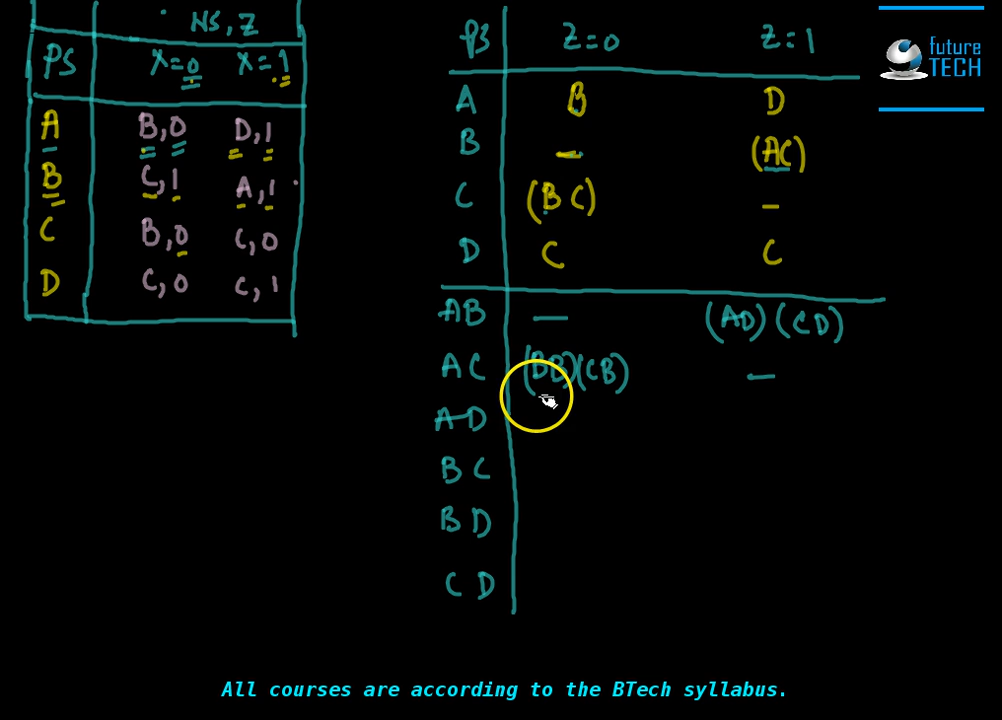 NS, Z
PS X=0 X=1
A B,0 D,1
B C,1 A,1
C B,0 C,0
D C,0 C,1
PS Z=0 Z=1
A B D
B — (AC)
C (BC) –
D C C
AB — (AD)(CD)
AC (BB)(CB) —
AD
BC
BD
CD
future
TECH
All courses are according to the BTech syllabus.